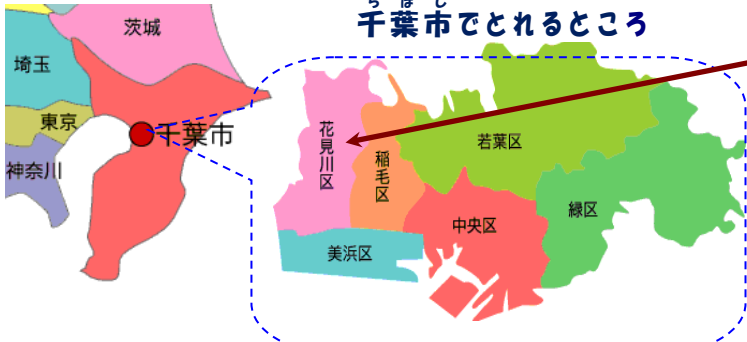 ちばし
千葉市でとれるところ
茨城
埼玉
東京
千葉市
神奈川
花見川区
稲毛区
若葉区
緑区
中央区
美浜区